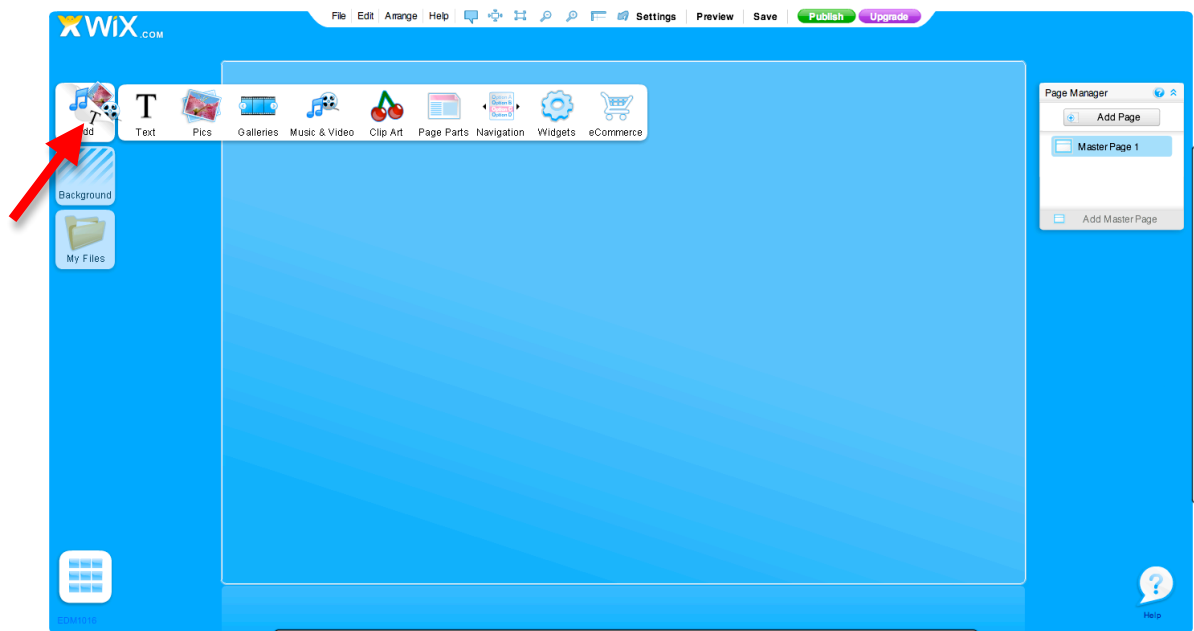 File Edit Arrange Help Settings Preview Save Publish Upgrade
WiX.COM
Text Pics Galleries Music & Video Clip Art Page Parts Navigation Widgets eCommerce
Background
My Files
Page Manager
Add Page
Master Page 1
Add Master Page
EDM1016
Help